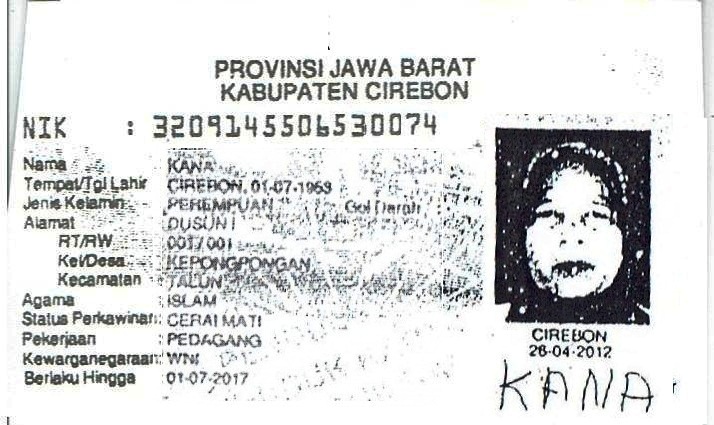 PROVINSI JAWA BARAT
KABUPATEN CIREBON
NIK : 3209145506530074
Nama : KANA
Tempat/Tgl Lahir : CIREBON, 01-07-1953
Jenis Kelamin : PEREMPUAN Gol Darah
Alamat : DUSUN I
RT/RW : 001/001
Kel/Desa : KEPONGPONGAN
Kecamatan : TALUN
Agama : ISLAM
Status Perkawinan : CERAI MATI
Pekerjaan : PEDAGANG
Kewarganegaraan: WNI
Berlaku Hingga : 01-07-2017
CIREBON
26-04-2012
KANA